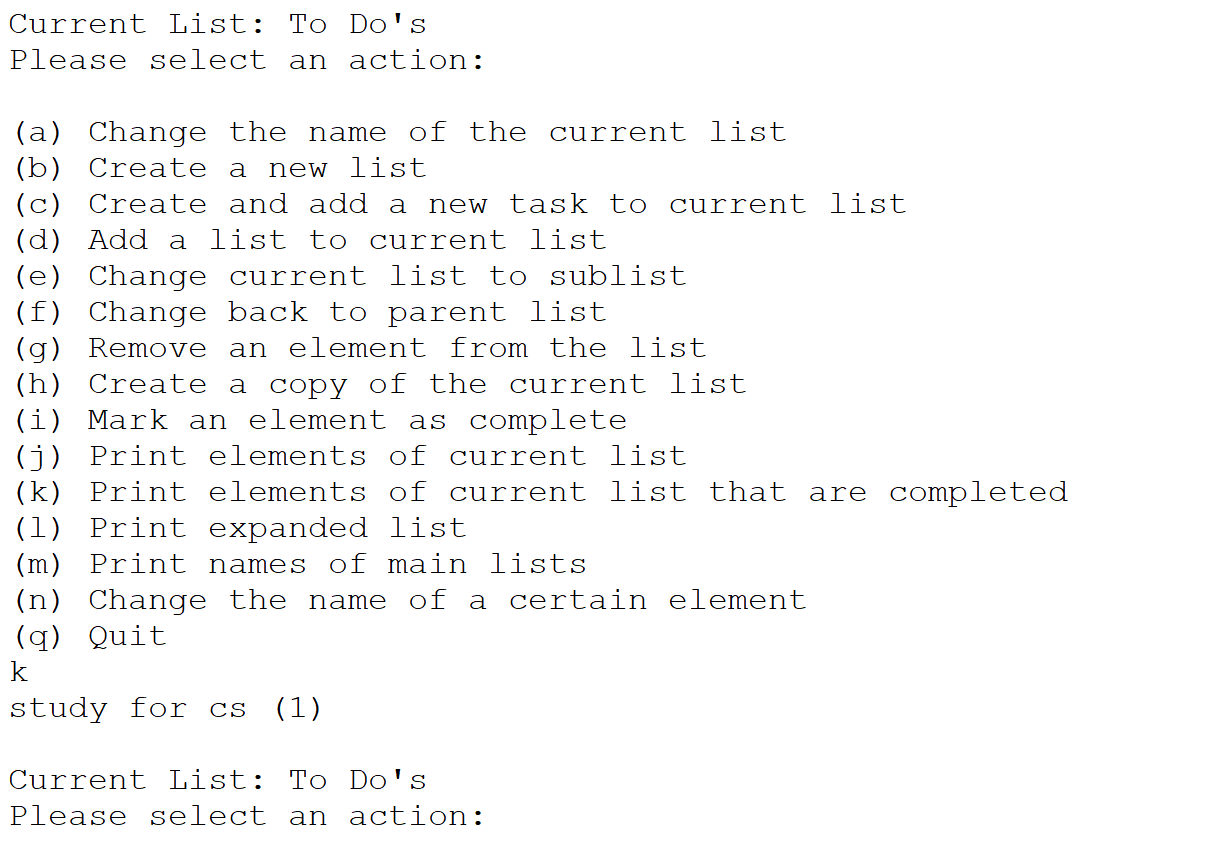 Current List: To Do's
Please select an action:

(a) Change the name of the current list
(b) Create a new list
(c) Create and add a new task to current list
(d) Add a list to current list
(e) Change current list to sublist
(f) Change back to parent list
(g) Remove an element from the list
(h) Create a copy of the current list
(i) Mark an element as complete
(j) Print elements of current list
(k) Print elements of current list that are completed
(l) Print expanded list
(m) Print names of main lists
(n) Change the name of a certain element
(q) Quit
k
study for cs (1)

Current List: To Do's
Please select an action: